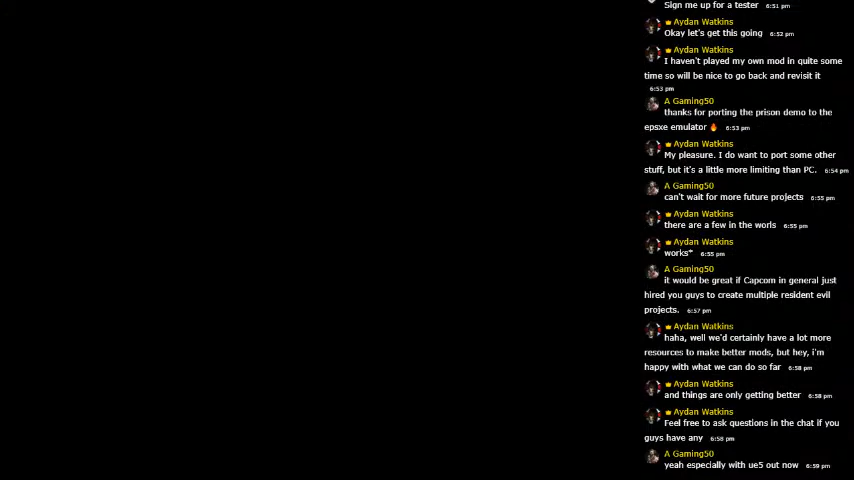 Sign me up for a tester 6:51 pm
Aydan Watkins
Okay let's get this going 6:52 pm
Aydan Watkins
I haven't played my own mod in quite some
time so will be nice to go back and revisit it
6:53 pm
A Gaming50
thanks for porting the prison demo to the
epsxe emulator 🔥 6:53 pm
Aydan Watkins
My pleasure. I do want to port some other
stuff, but it's a little more limiting than PC. 6:54 pm
A Gaming50
can't wait for more future projects 6:55 pm
Aydan Watkins
there are a few in the worls 6:55 pm
Aydan Watkins
works* 6:55 pm
A Gaming50
it would be great if Capcom in general just
hired you guys to create multiple resident evil
projects. 6:57 pm
Aydan Watkins
haha, well we'd certainly have a lot more
resources to make better mods, but hey, i'm
happy with what we can do so far 6:58 pm
Aydan Watkins
and things are only getting better 6:58 pm
Aydan Watkins
Feel free to ask questions in the chat if you
guys have any 6:58 pm
A Gaming50
yeah especially with ue5 out now 6:59 pm